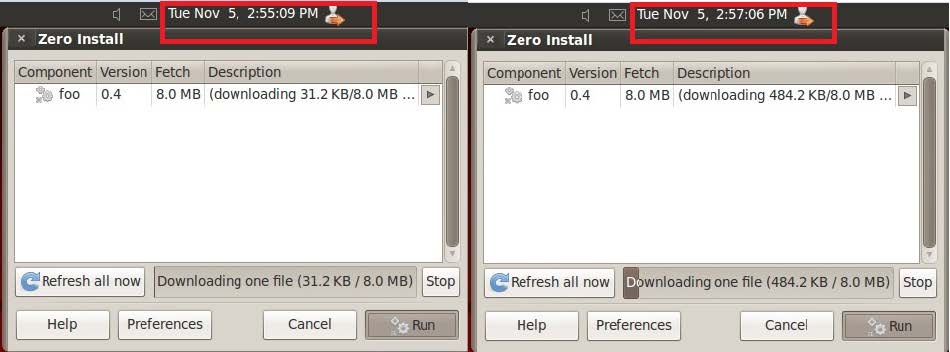 Tue Nov 5, 2:55:09 PM
Zero Install
Component Version Fetch Description
foo 0.4 8.0 MB (downloading 31.2 KB/8.0 MB ...
Refresh all now Downloading one file (31.2 KB / 8.0 MB) Stop
Help Preferences Cancel Run
Tue Nov 5, 2:57:06 PM
Zero Install
Component Version Fetch Description
foo 0.4 8.0 MB (downloading 484.2 KB/8.0 MB ...
Refresh all now Downloading one file (484.2 KB / 8.0 MB) Stop
Help Preferences Cancel Run